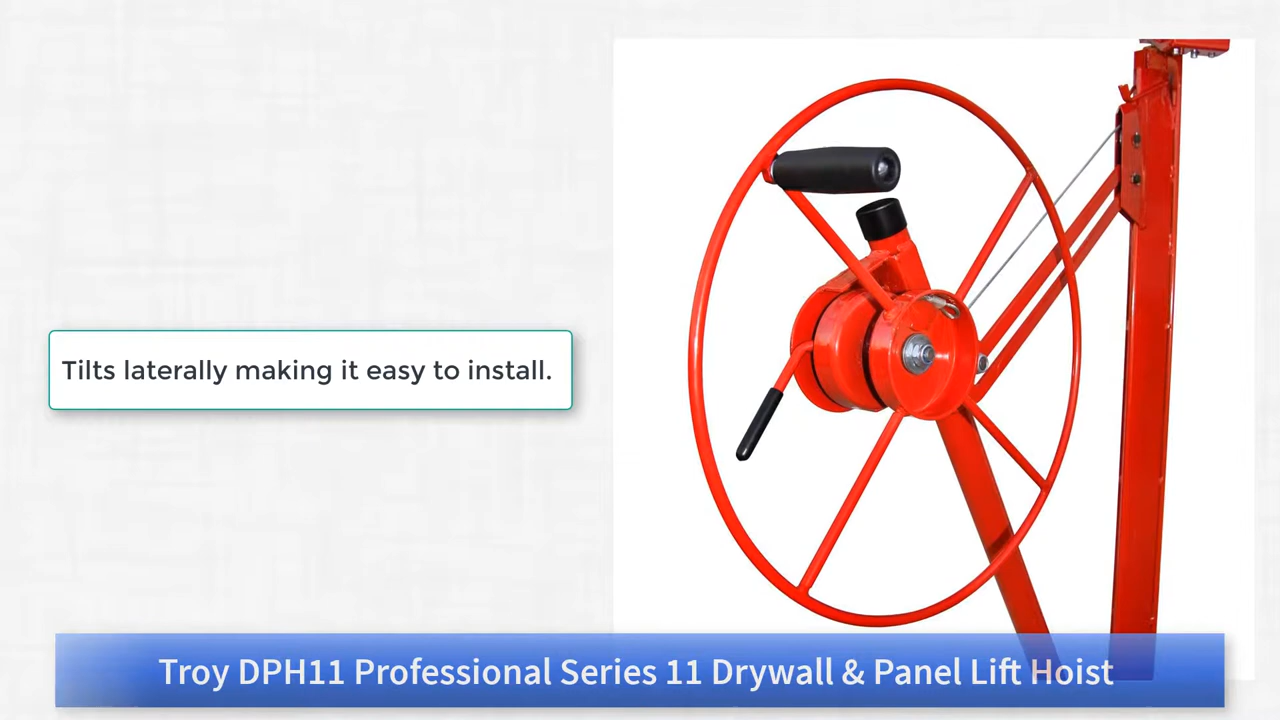 Tilts laterally making it easy to install.
Troy DPH11 Professional Series 11 Drywall & Panel Lift Hoist